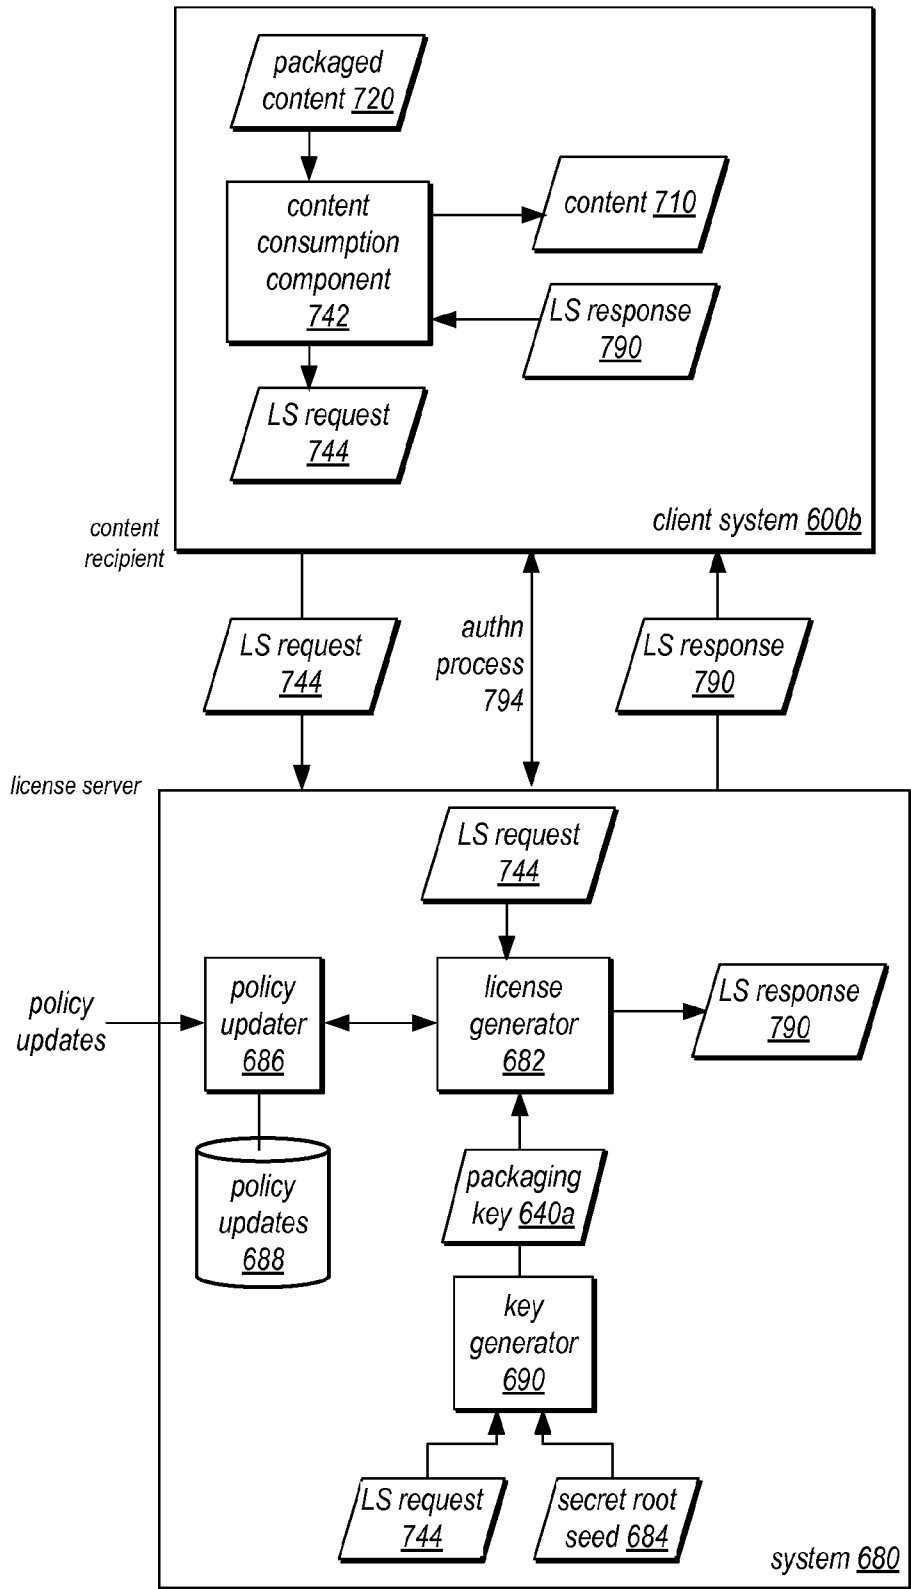 packaged
content 720
content
consumption
component
742
content 710
LS response
790
LS request
744
client system 600b
content
recipient
LS request
744
authn
process
794
LS response
790
license server
LS request
744
policy
updates
policy
updater
686
license
generator
682
LS response
790
policy
updates
688
packaging
key 640a
key
generator
690
LS request
744
secret root
seed 684
system 680